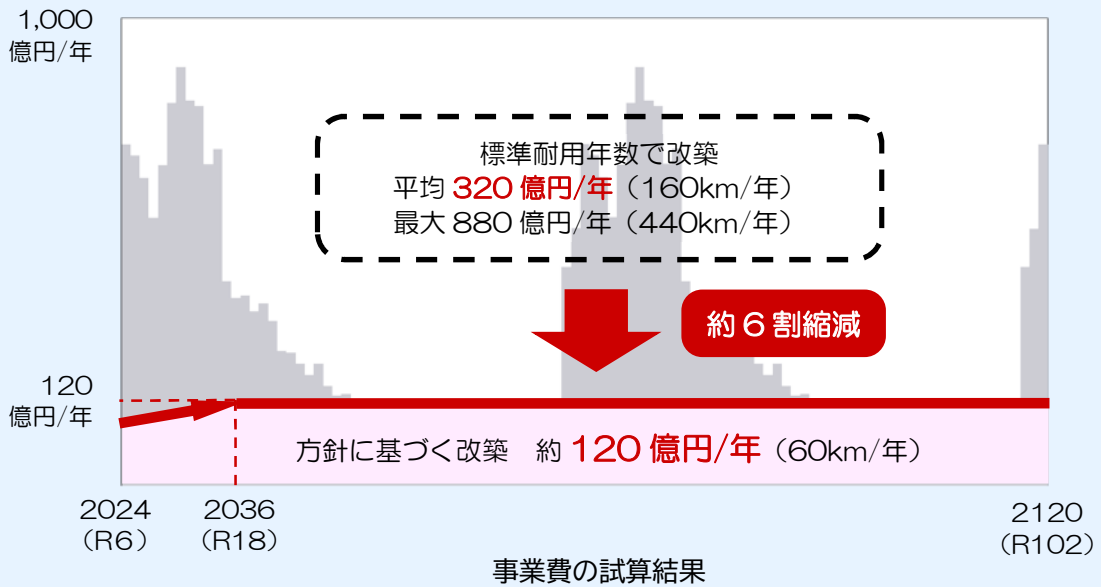 1,000
億円/年
標準耐用年数で改築
平均 320 億円/年（160km/年）
最大 880 億円/年（440km/年）
約 6 割縮減
120
億円/年
方針に基づく改築　約 120 億円/年（60km/年）
2024
（R6）
2036
（R18）
2120
（R102）
事業費の試算結果